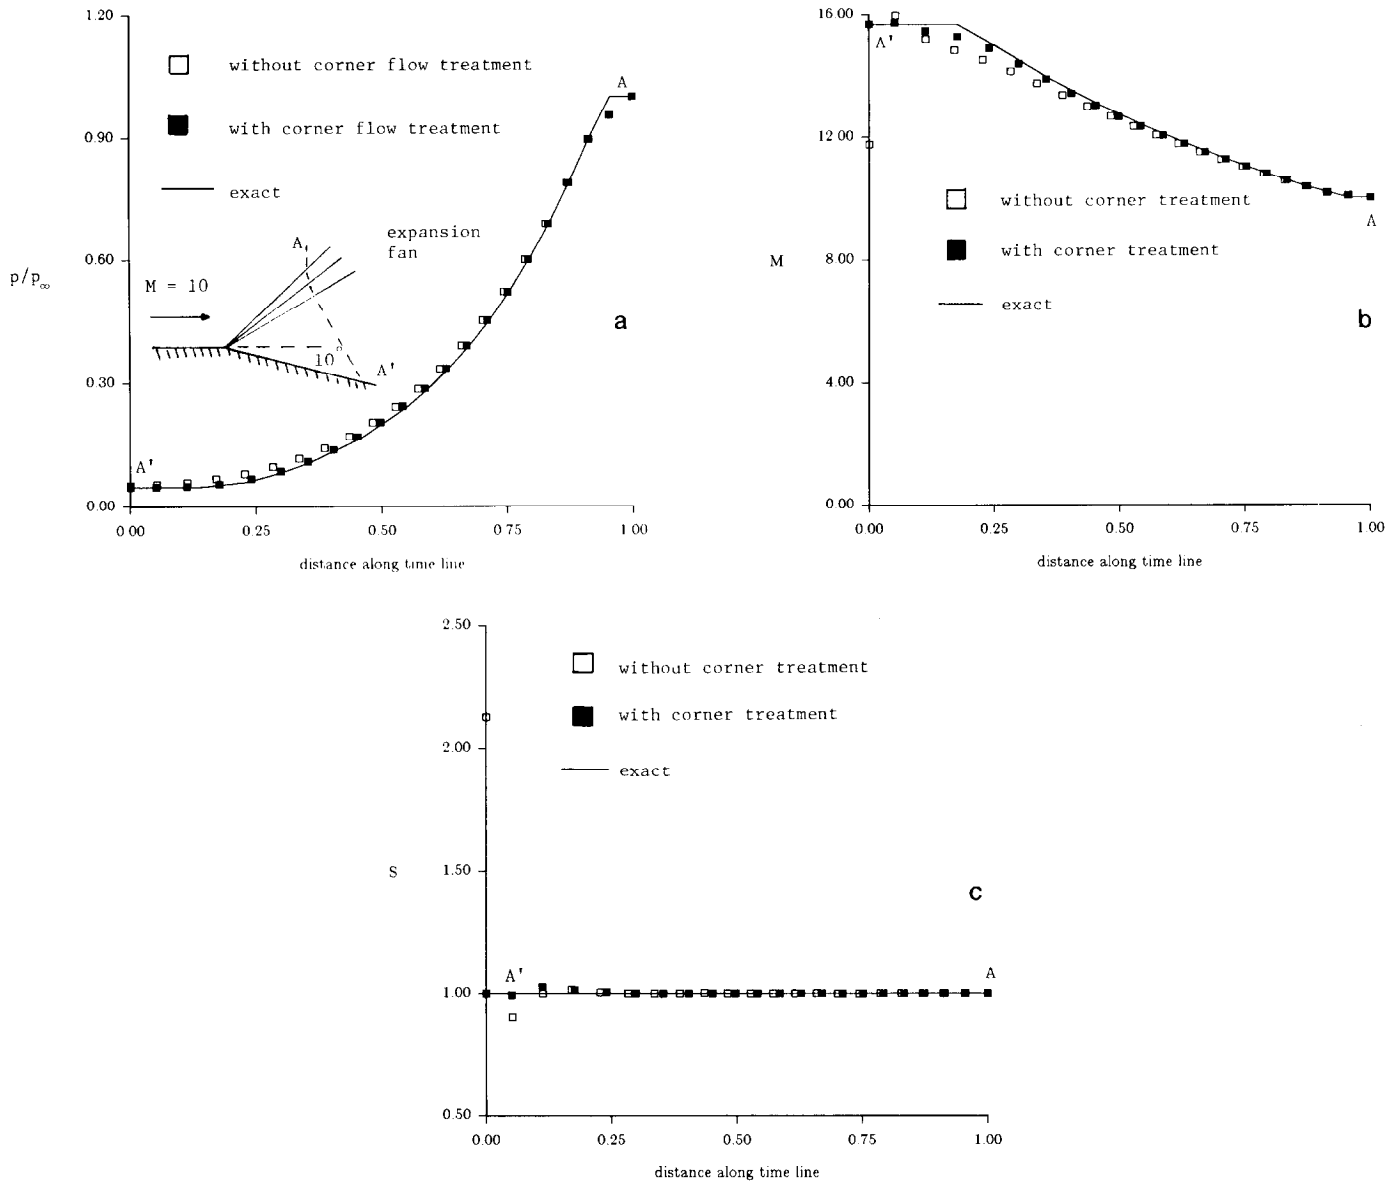 1.20
without corner flow treatment
with corner flow treatment
exact
0.90
0.60
0.30
0.00
p/p∞
A
A
expansion
fan
M = 10
10°
A'
A'
a
0.00
0.25
0.50
0.75
1.00
distance along time line
16 00
12 00
8 00
4 00
0 00
M
A'
without corner treatment
with corner treatment
exact
A
b
0.00
0.25
0.50
0.75
1.00
distance along time line
2.50
2.00
1.50
1.00
0.50
S
without corner treatment
with corner treatment
exact
c
A'
A
0.00
0.25
0.50
0.75
1.00
distance along time line